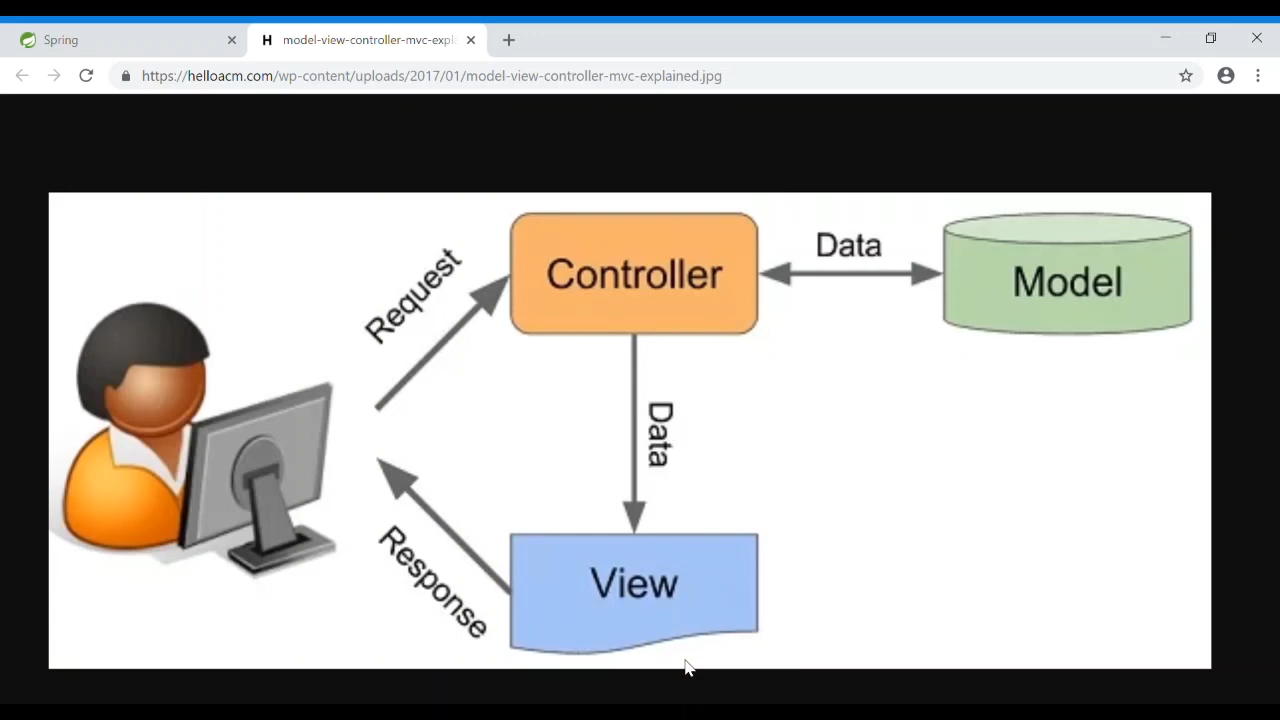 Spring
H model-view-controller-mvc-expl
https://helloacm.com/wp-content/uploads/2017/01/model-view-controller-mvc-explained.jpg
Request
Controller
Data
Model
Data
Response
View